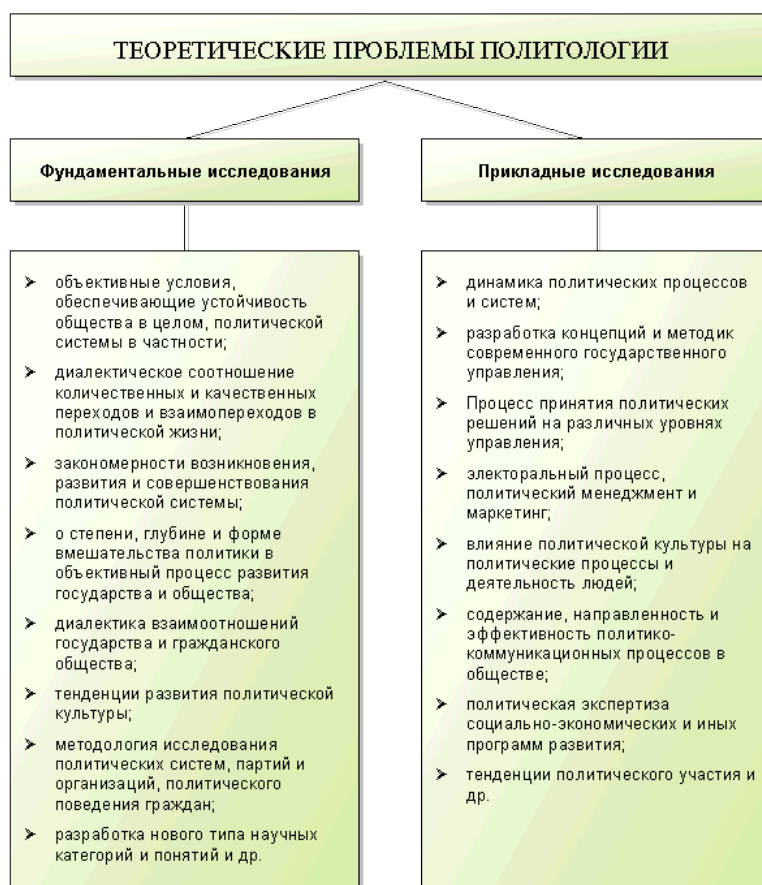 ТЕОРЕТИЧЕСКИЕ ПРОБЛЕМЫ ПОЛИТОЛОГИИ
Фундаментальные исследования
объективные условия,
обеспечивающие устойчивость
общества в целом, политической
системы в частности;
диалектическое соотношение
количественных и качественных
переходов и взаимопереходов в
политической жизни;
закономерности возникновения,
развития и совершенствования
политической системы;
о степени, глубине и форме
вмешательства политики в
объективный процесс развития
государства и общества;
диалектика взаимоотношений
государства и гражданского
общества;
тенденции развития политической
культуры;
методология исследования
политических систем, партий и
организаций, политического
поведения граждан;
разработка нового типа научных
категорий и понятий и др.
Прикладные исследования
динамика политических процессов
и систем;
разработка концепций и методик
современного государственного
управления;
Процесс принятия политических
решений на различных уровнях
управления;
электоральный процесс,
политический менеджмент и
маркетинг;
влияние политической культуры на
политические процессы и
деятельность людей;
содержание, направленность и
эффективность политико-
коммуникационных процессов в
обществе;
политическая экспертиза
социально-экономических и иных
программ развития;
тенденции политического участия и
др.